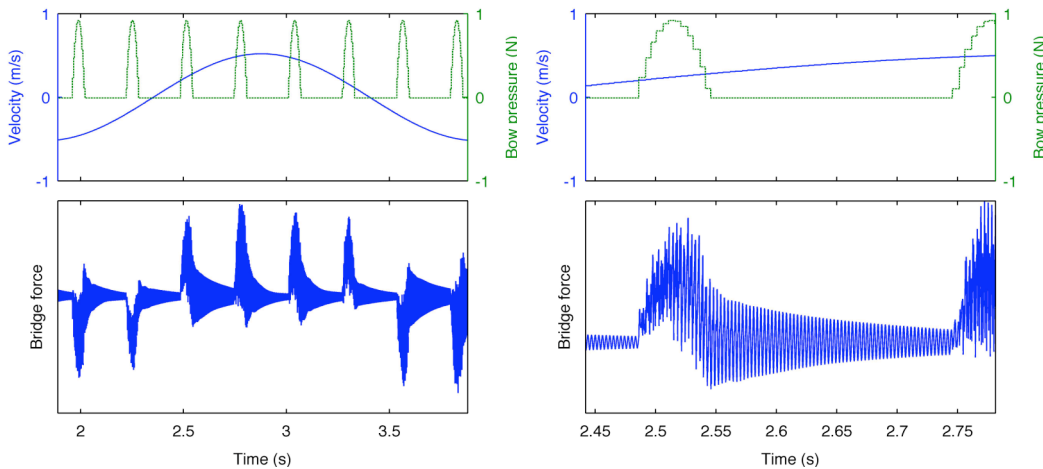 1
0
-1
Velocity (m/s)
1
0
-1
Bow pressure (N)
1
0
-1
Velocity (m/s)
1
0
-1
Bow pressure (N)
Bridge force
2
2.5
3
3.5
Time (s)
Bridge force
2.45
2.5
2.55
2.6
2.65
2.7
2.75
Time (s)